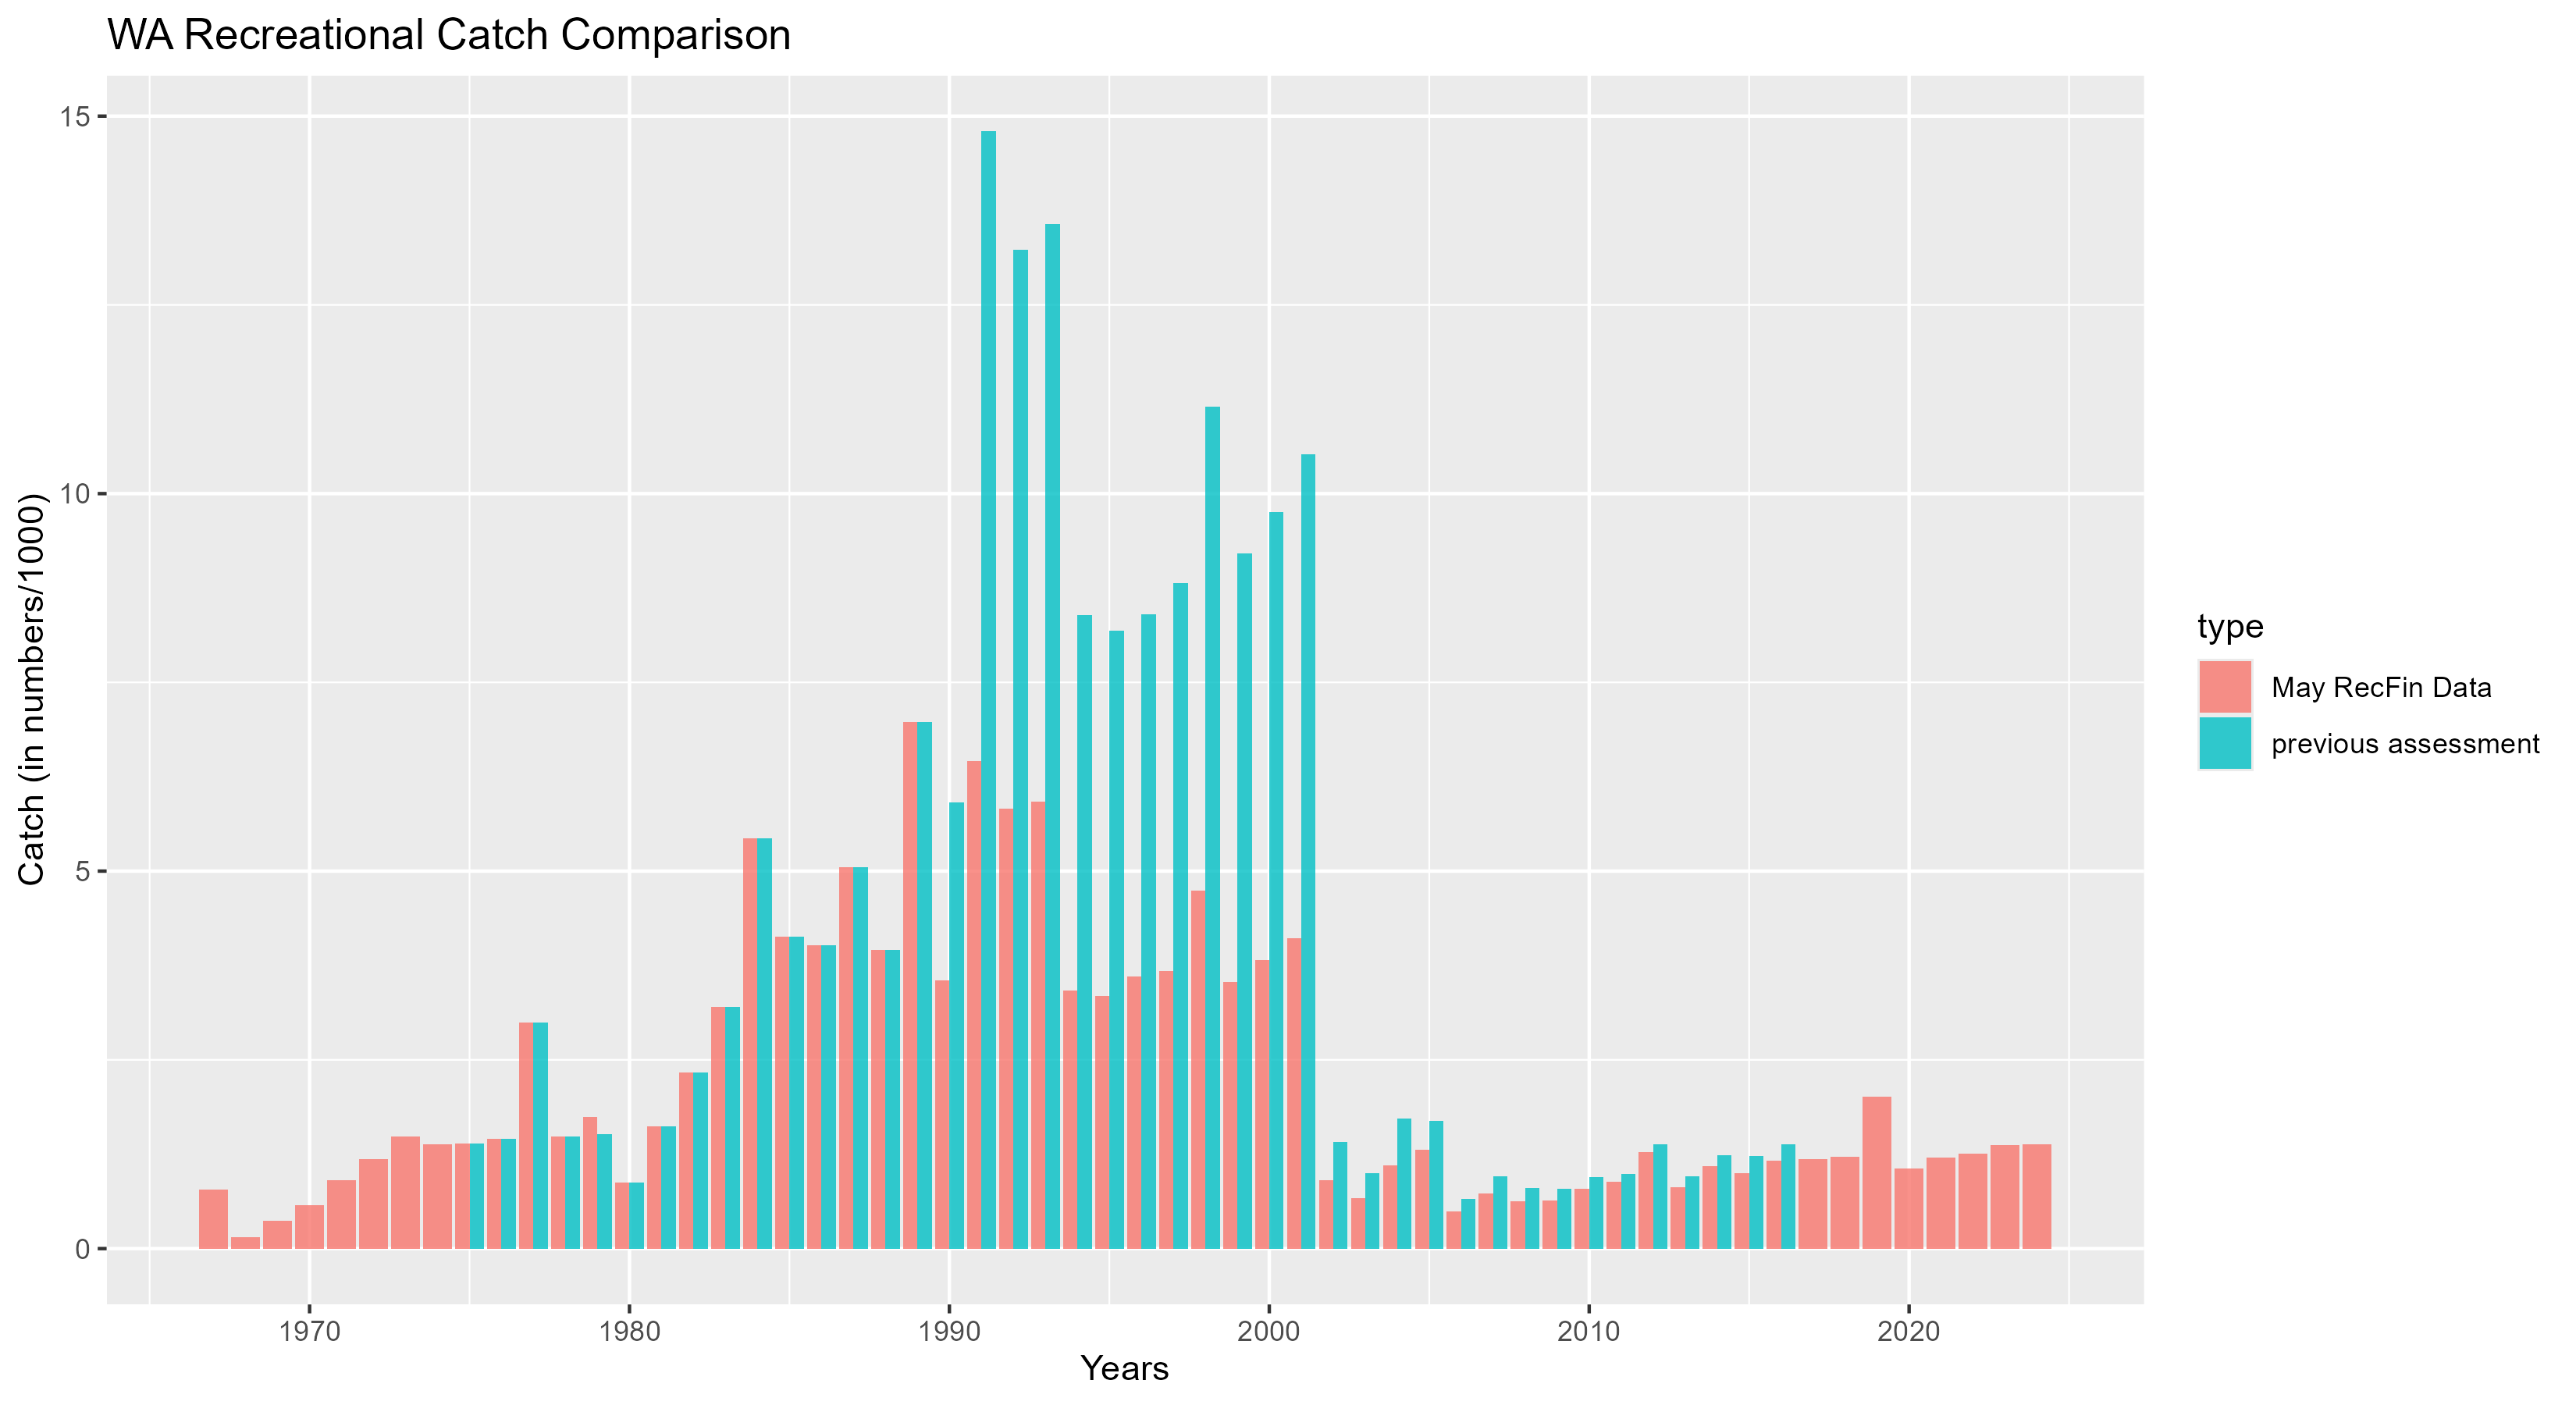 WA Recreational Catch Comparison
15
10
5
0
Catch (in numbers/1000)
1970 1980 1990 2000 2010 2020
Years
type
May RecFin Data
previous assessment